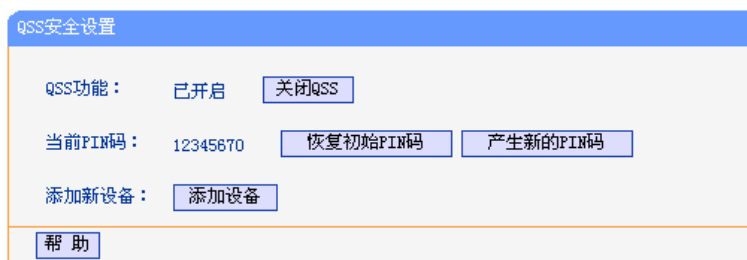 QSS安全设置
QSS功能： 已开启 关闭QSS
当前PIN码： 12345670 恢复初始PIN码 产生新的PIN码
添加新设备： 添加设备
帮 助